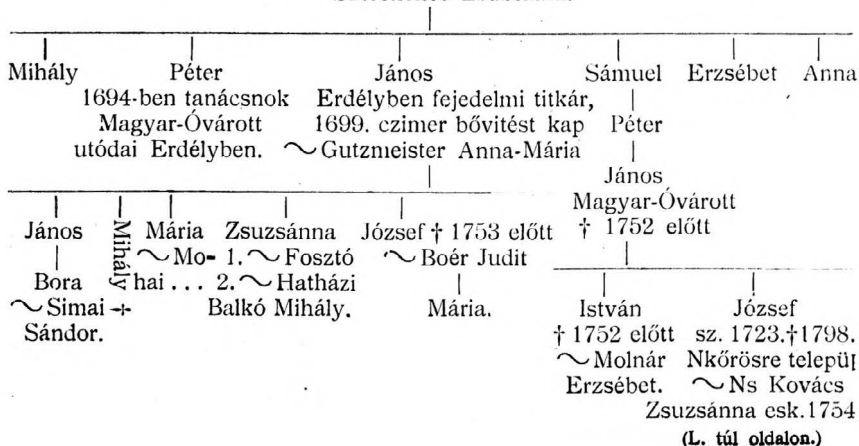 Mihály Péter János Sámuel Erzsébet Anna
1694-ben tanácsnok Erdélyben fejedelmi titkár,
Magyar-Óvárott 1699. czimer bővitést kap Péter
utódai Erdélyben. ~Gutzmeister Anna-Mária
János
Magyar-Óvárott
János Mihály Mária Zsuzsánna József † 1753 előtt † 1752 előtt
~Mo- 1. ~Fosztó ~Boér Judit
Bora hai . . . 2. ~Hatházi
~Simai Balkó Mihály. Mária. István József
Sándor. † 1752 előtt sz. 1723.†1798.
~Molnár Nkőrösre települ
Erzsébet. ~Ns Kovács
Zsuzsánna esk.1754
(L. túl oldalon.)